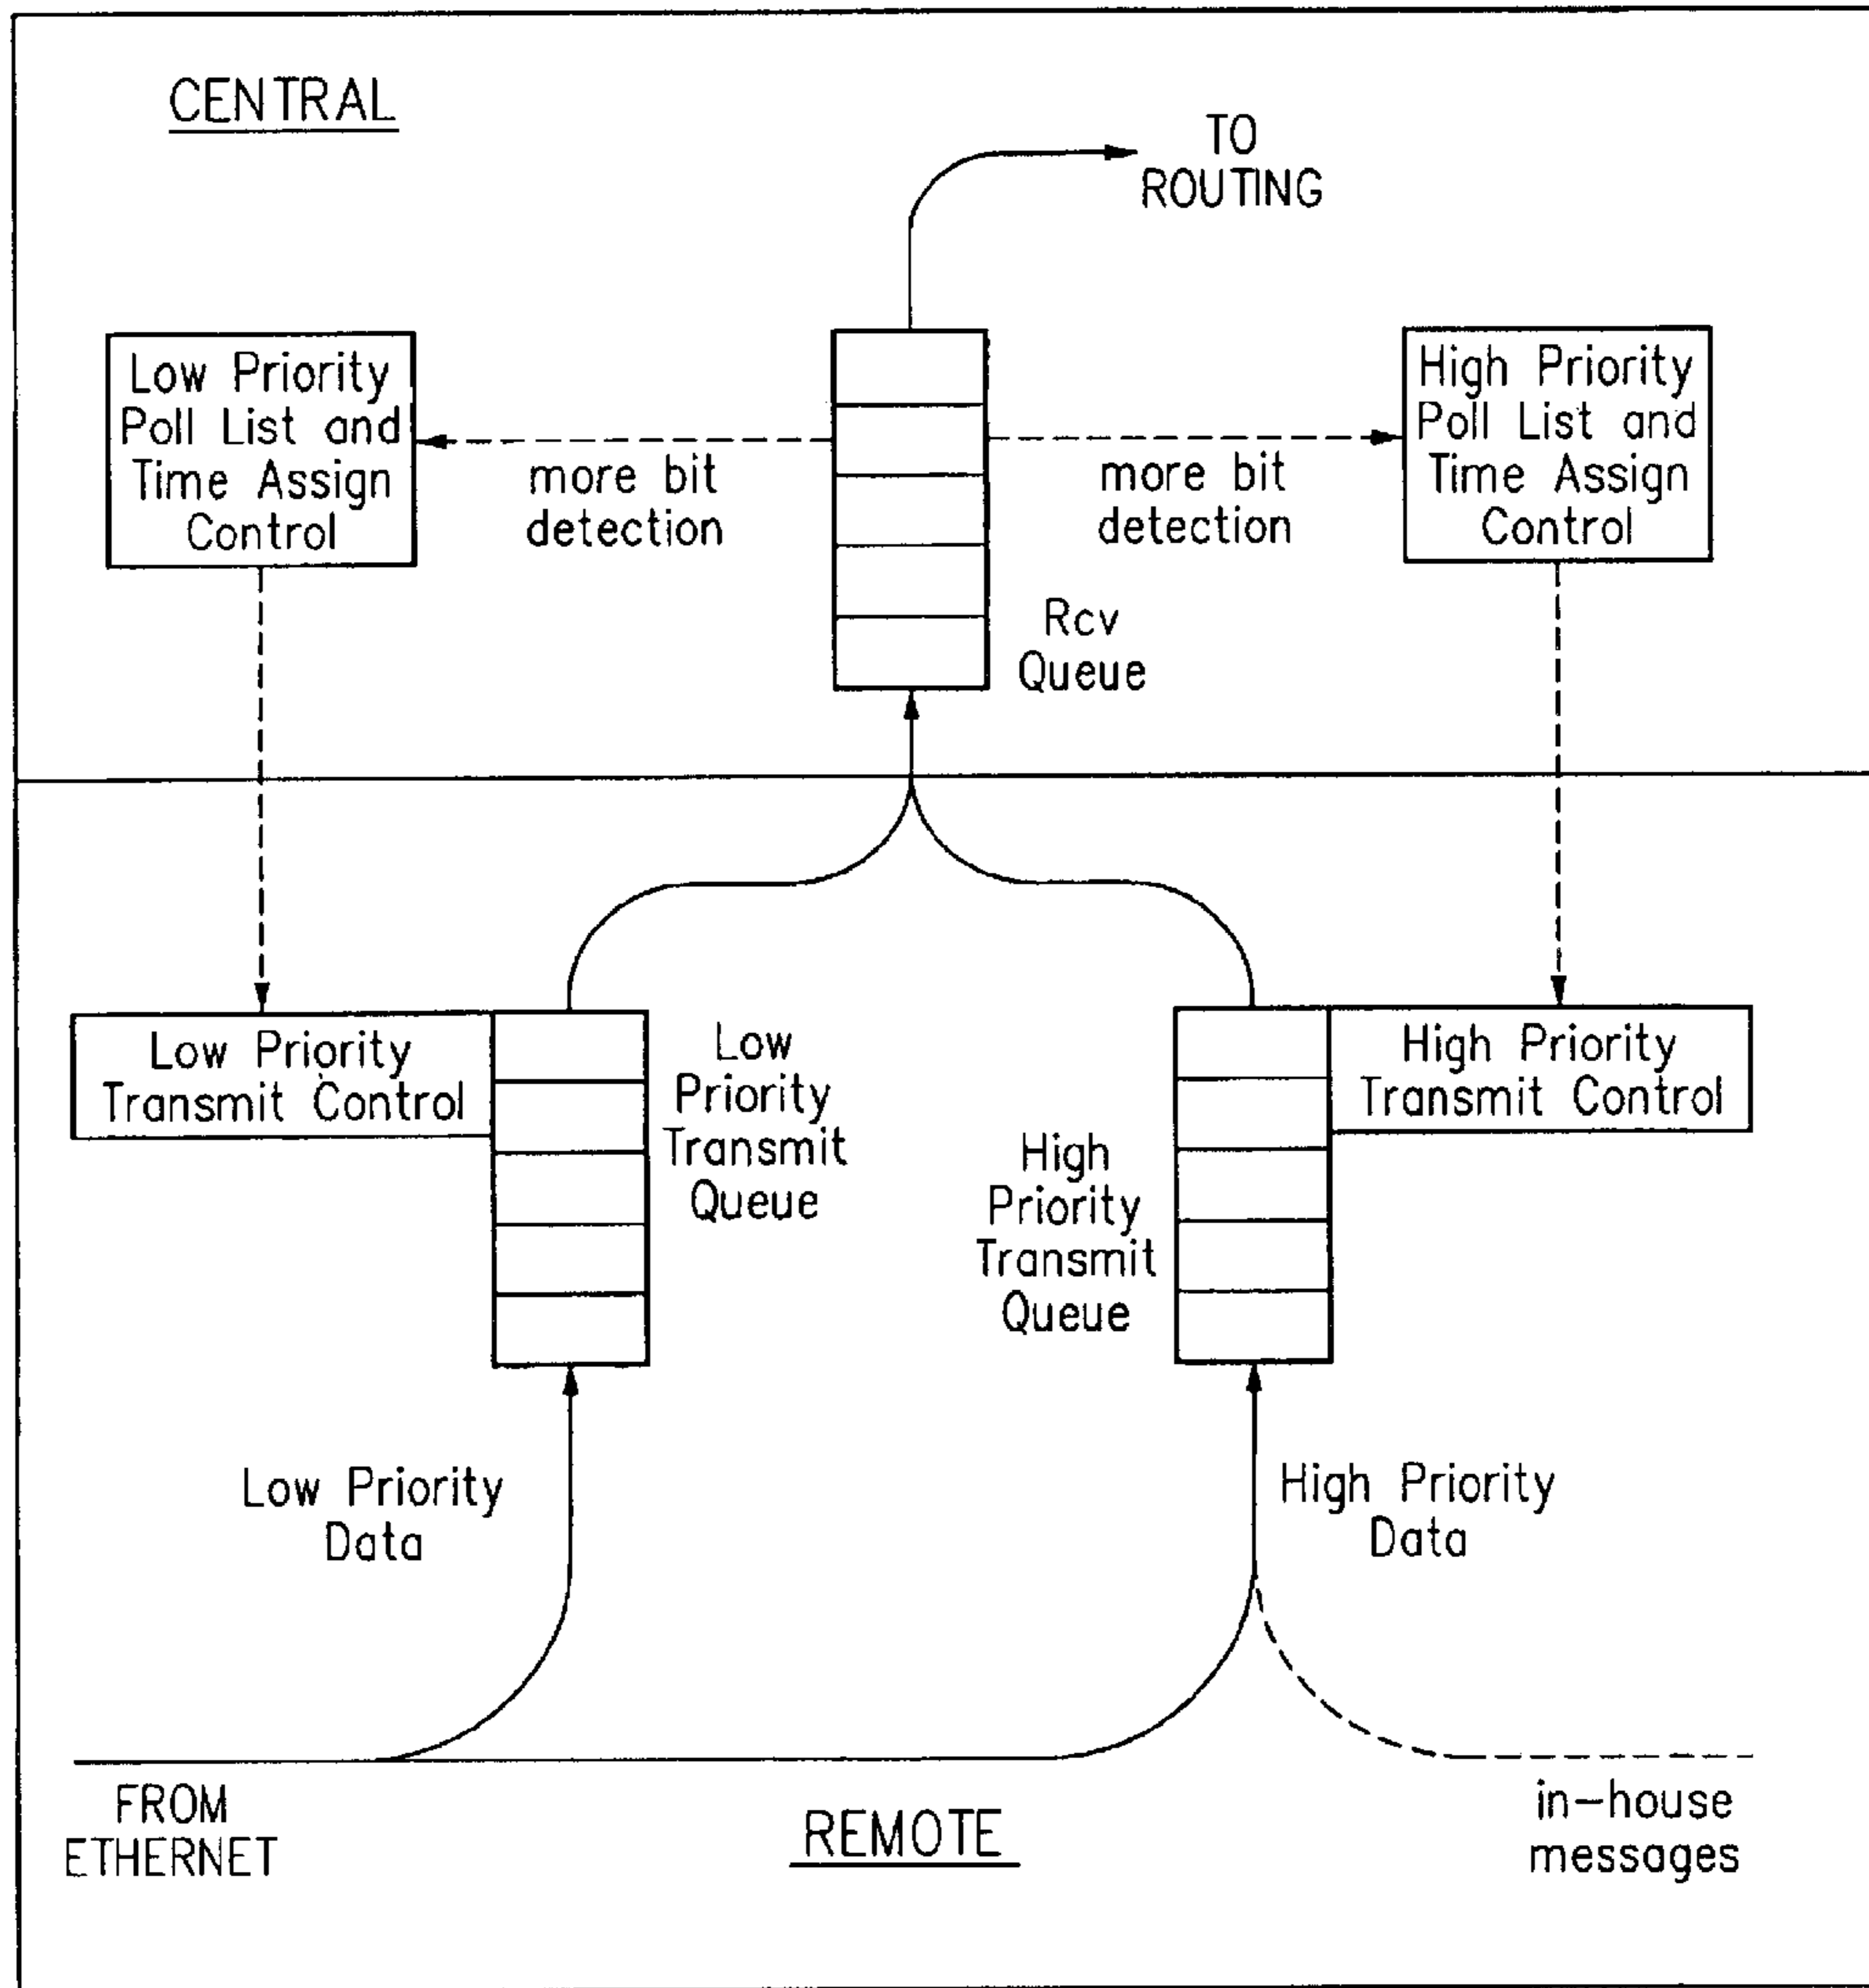 CENTRAL
TO
ROUTING
Low Priority
Poll List and
Time Assign
Control
more bit
detection
more bit
detection
High Priority
Poll List and
Time Assign
Control
Rcv
Queue
Low Priority
Transmit Control
Low
Priority
Transmit
Queue
High
Priority
Transmit
Queue
High Priority
Transmit Control
Low Priority
Data
High Priority
Data
FROM
ETHERNET
REMOTE
in-house
messages